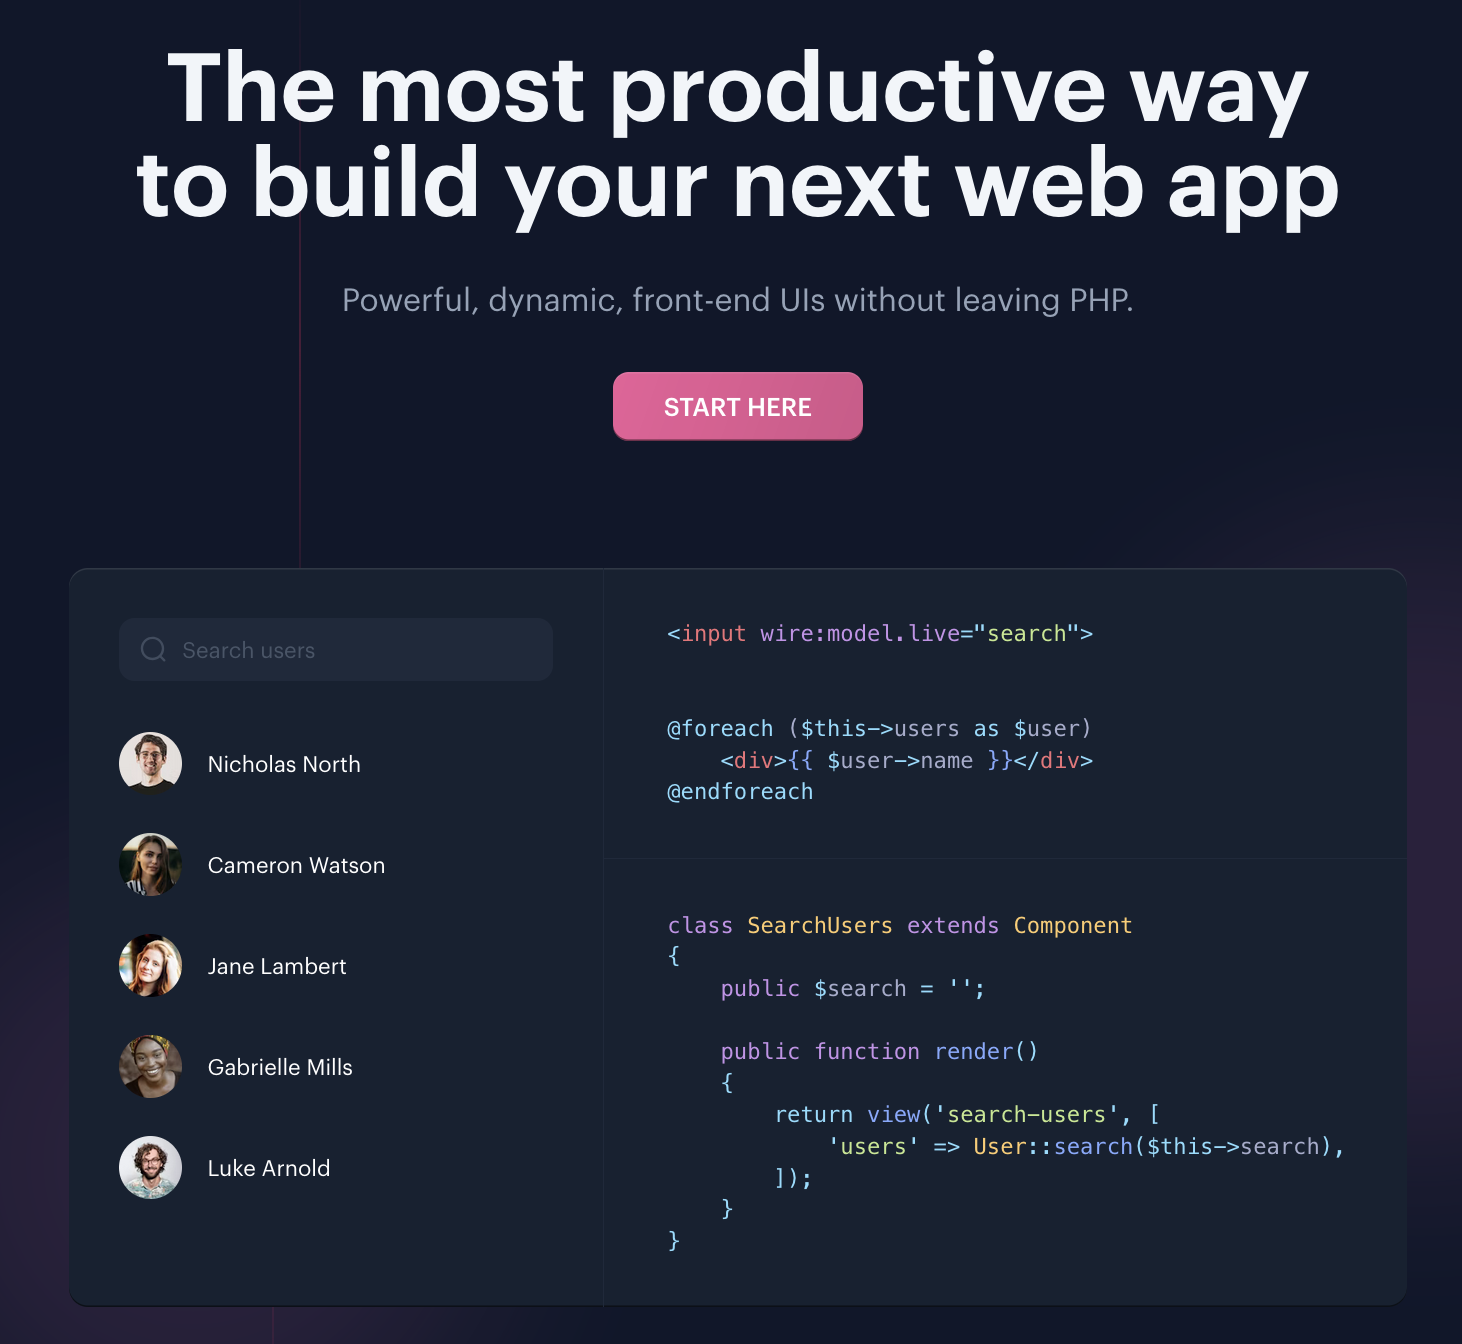 The most productive way
to build your next web app
Powerful, dynamic, front-end UIs without leaving PHP.
START HERE
Search users
Nicholas North
Cameron Watson
Jane Lambert
Gabrielle Mills
Luke Arnold
<input wire:model.live="search">
@foreach ($this->users as $user)
    <div>{{ $user->name }}</div>
@endforeach
class SearchUsers extends Component
{
    public $search = '';
    public function render()
    {
        return view('search-users', [
            'users' => User::search($this->search),
        ]);
    }
}